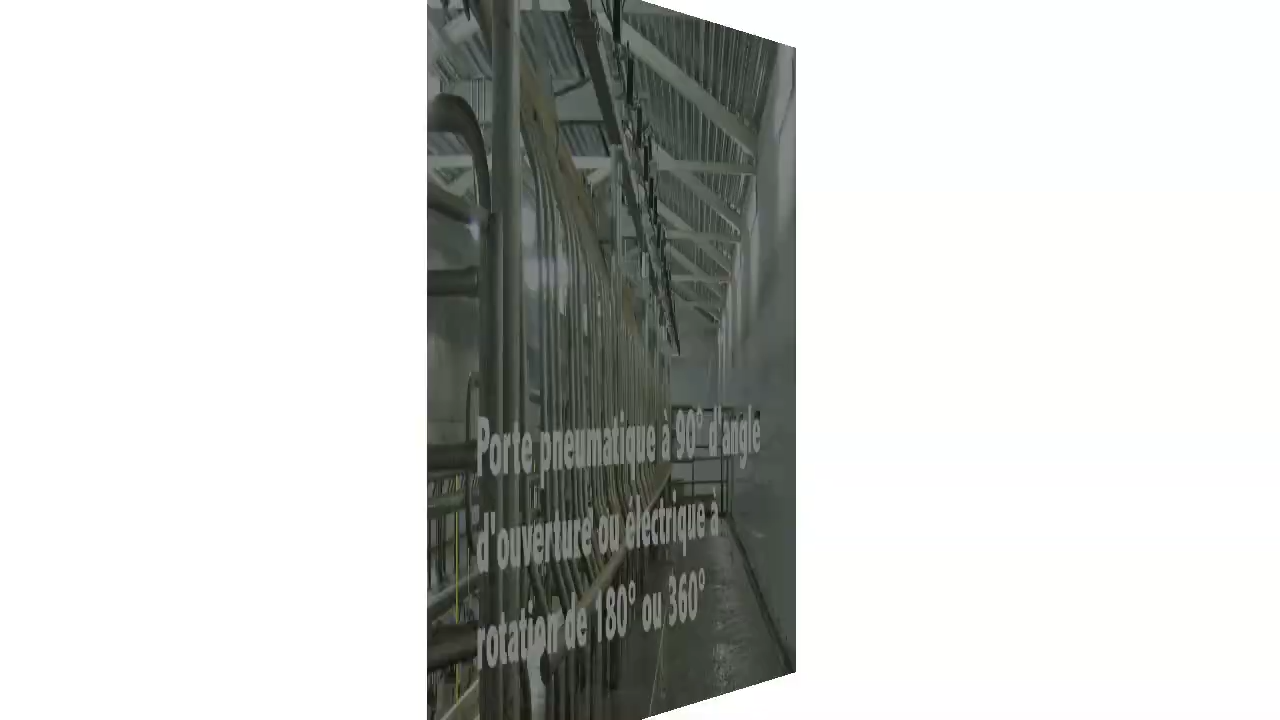 Porte pneumatique à 90° d'angle
d'ouverture ou électrique à
rotation de 180° ou 360°